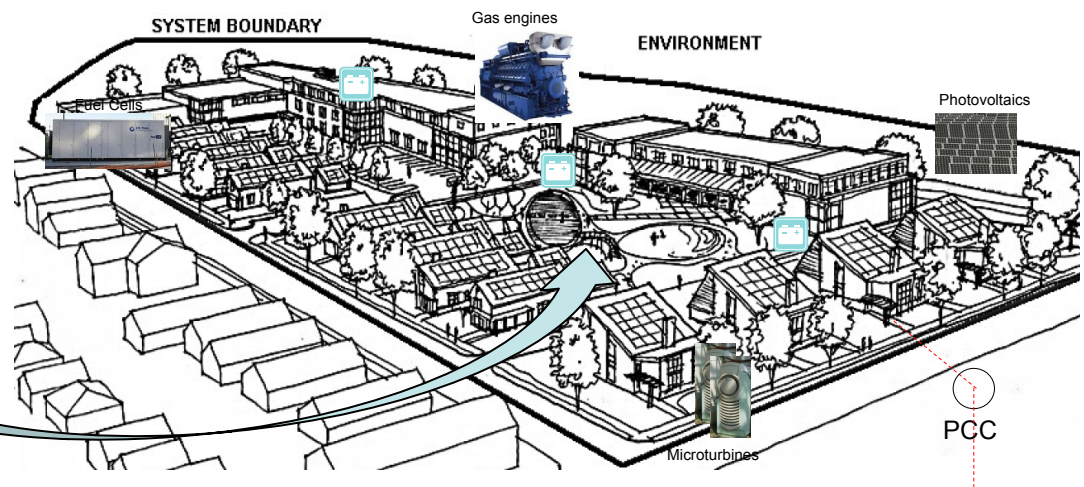 Gas engines
SYSTEM BOUNDARY
ENVIRONMENT
Fuel Cells
Photovoltaics
PCC
Microturbines